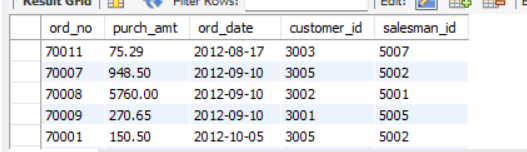 Result Grid Filter Rows: Edit:
ord_no purch_amt ord_date customer_id salesman_id
70011 75.29 2012-08-17 3003 5007
70007 948.50 2012-09-10 3005 5002
70008 5760.00 2012-09-10 3002 5001
70009 270.65 2012-09-10 3001 5005
70001 150.50 2012-10-05 3005 5002